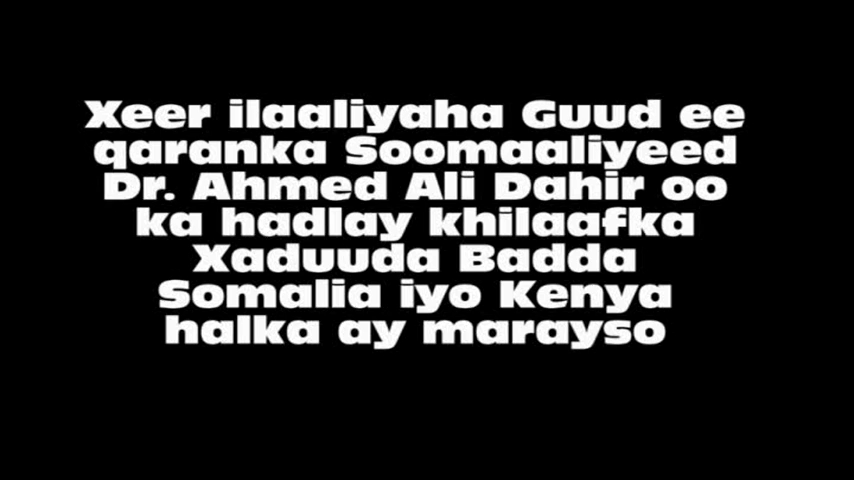 Xeer ilaaliyaha Guud ee
qaranka Soomaaliyeed
Dr. Ahmed Ali Dahir oo
ka hadlay khilaafka
Xaduuda Badda
Somalia iyo Kenya
halka ay marayso